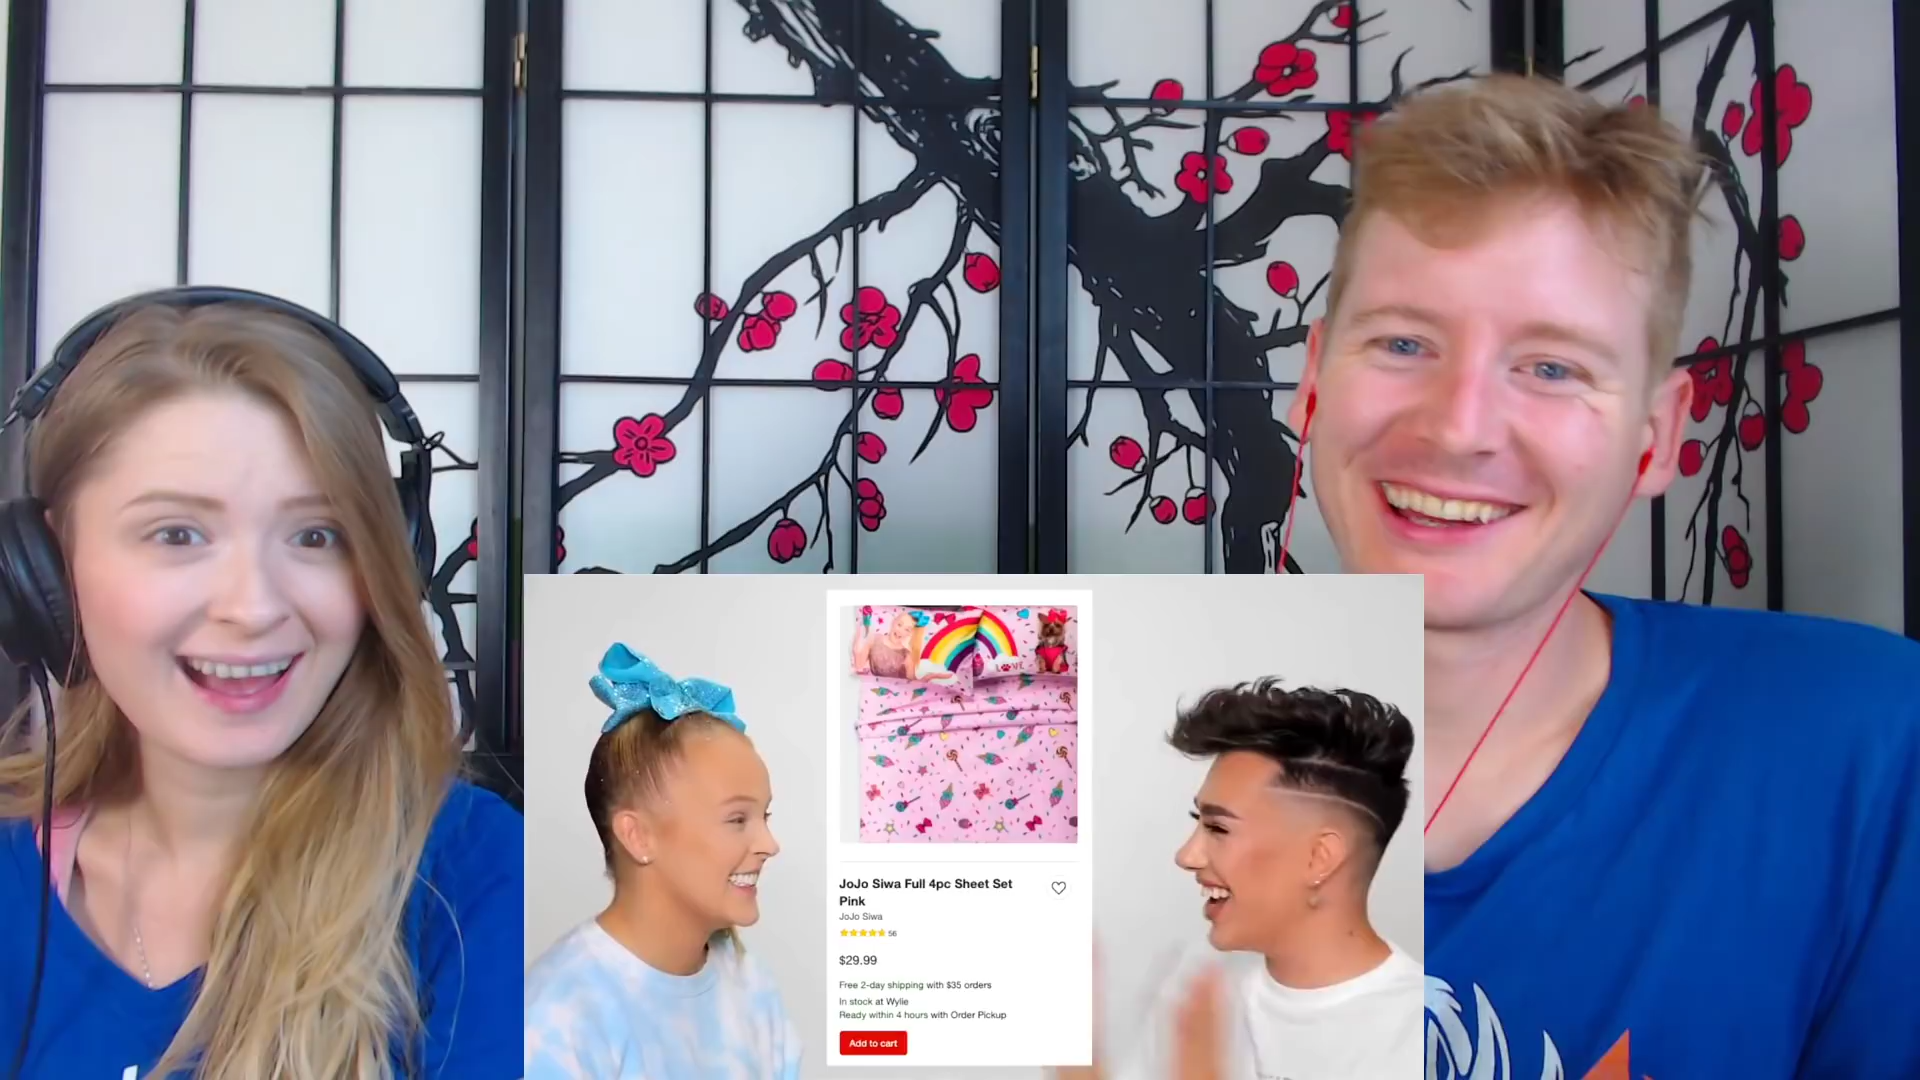 LOVE
JoJo Siwa Full 4pc Sheet Set
Pink
JoJo Siwa
56
$29.99
Free 2-day shipping with $35 orders
In stock at Wylie
Ready within 4 hours with Order Pickup
Add to cart